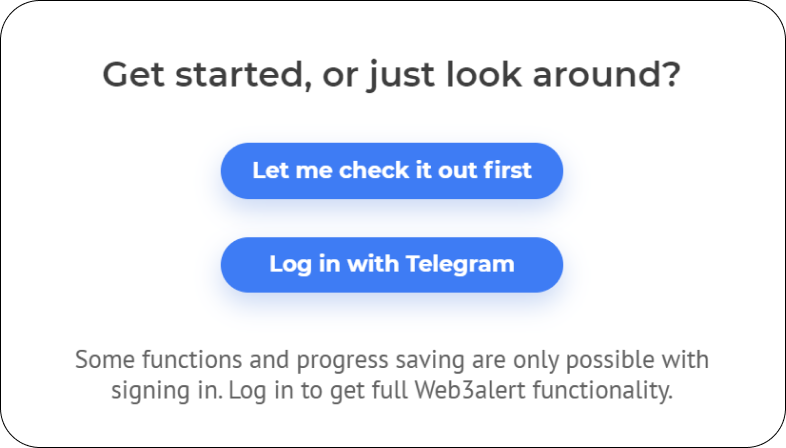 Get started, or just look around?
Let me check it out first
Log in with Telegram
Some functions and progress saving are only possible with
signing in. Log in to get full Web3alert functionality.